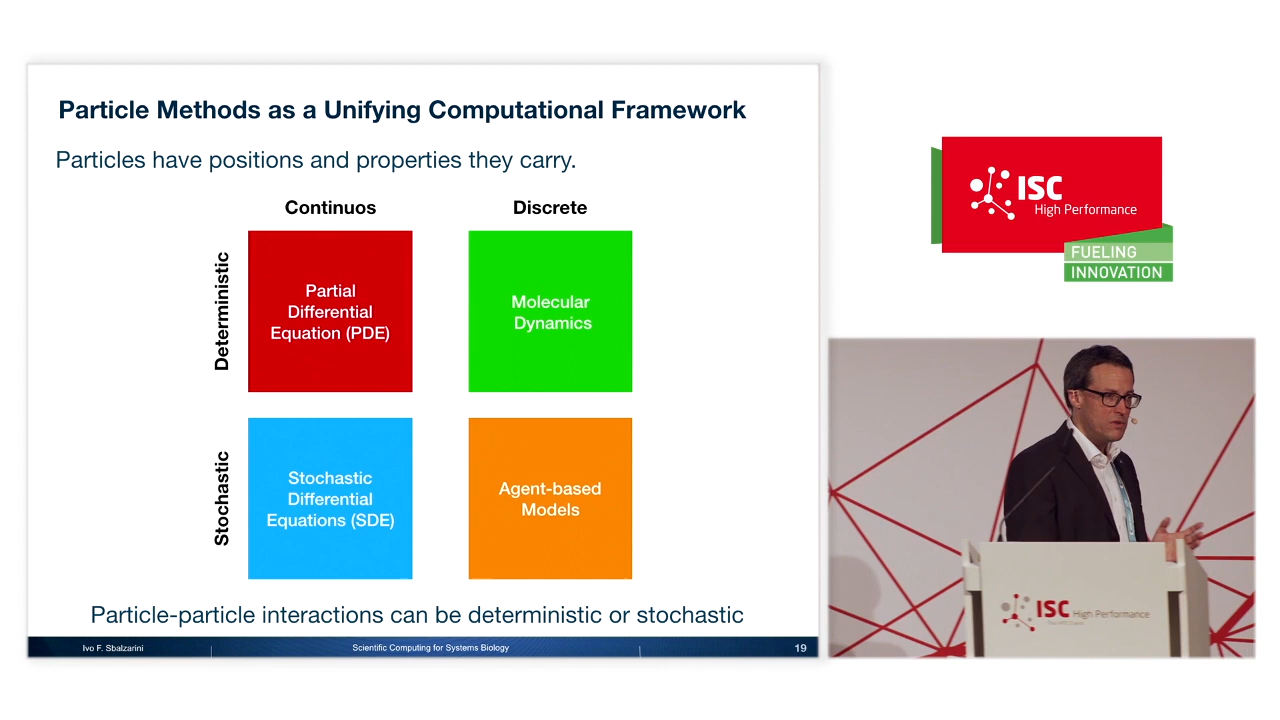 Particle Methods as a Unifying Computational Framework
Particles have positions and properties they carry.
Continuos
Discrete
Deterministic
Partial
Differential
Equation (PDE)
Molecular
Dynamics
Stochastic
Stochastic
Differential
Equations (SDE)
Agent-based
Models
Particle-particle interactions can be deterministic or stochastic
Ivo F. Sbalzarini
Scientific Computing for Systems Biology
19
ISC
High Performance
FUELING
INNOVATION
ISC High Performance